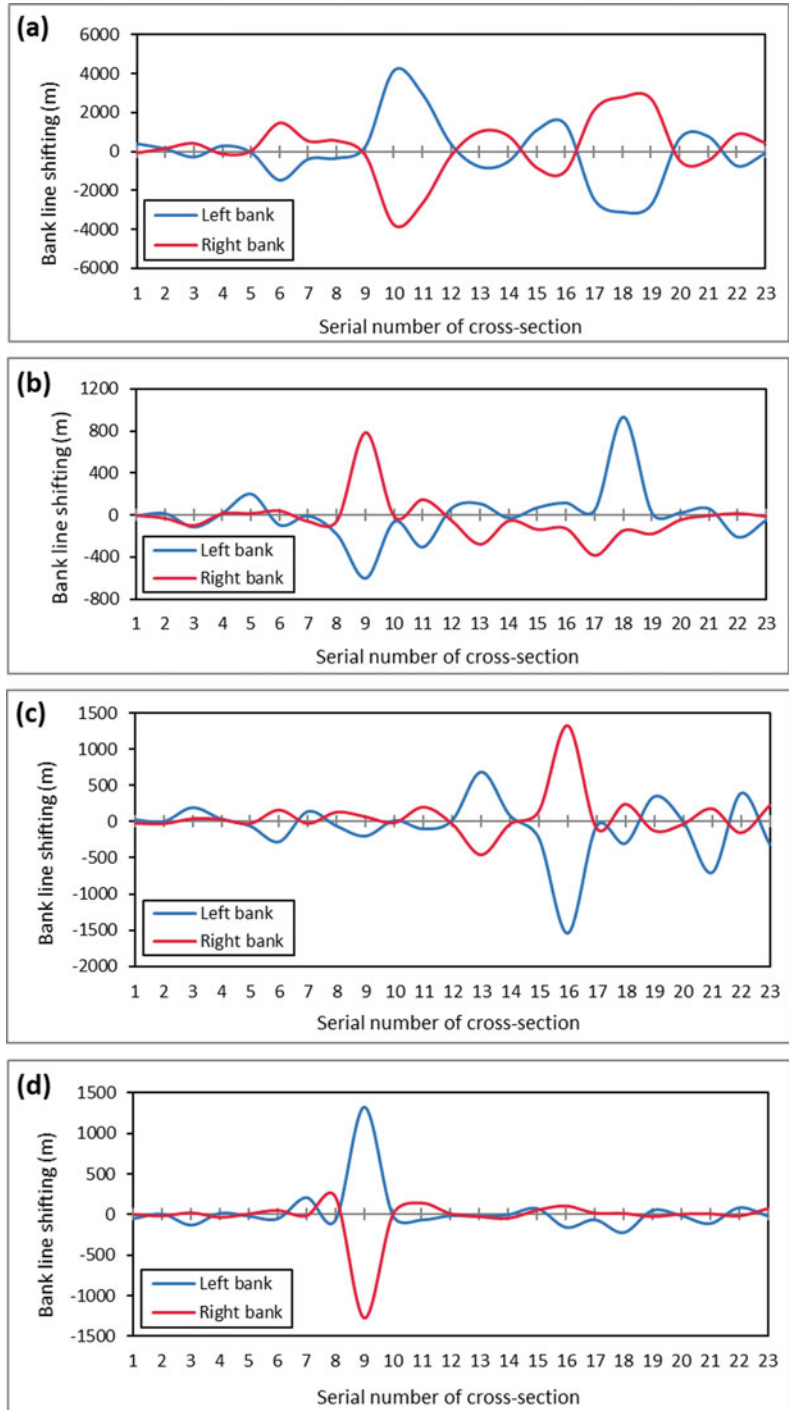 (a)
6000
4000
2000
0
-2000
-4000
-6000
Bank line shifting (m)
Left bank
Right bank
1 2 3 4 5 6 7 8 9 10 11 12 13 14 15 16 17 18 19 20 21 22 23
Serial number of cross-section
(b)
1200
800
400
0
-400
-800
Bank line shifting (m)
Left bank
Right bank
1 2 3 4 5 6 7 8 9 10 11 12 13 14 15 16 17 18 19 20 21 22 23
Serial number of cross-section
(c)
1500
1000
500
0
-500
-1000
-1500
-2000
Bank line shifting (m)
Left bank
Right bank
1 2 3 4 5 6 7 8 9 10 11 12 13 14 15 16 17 18 19 20 21 22 23
Serial number of cross-section
(d)
1500
1000
500
0
-500
-1000
-1500
Bank line shifting (m)
Left bank
Right bank
1 2 3 4 5 6 7 8 9 10 11 12 13 14 15 16 17 18 19 20 21 22 23
Serial number of cross-section